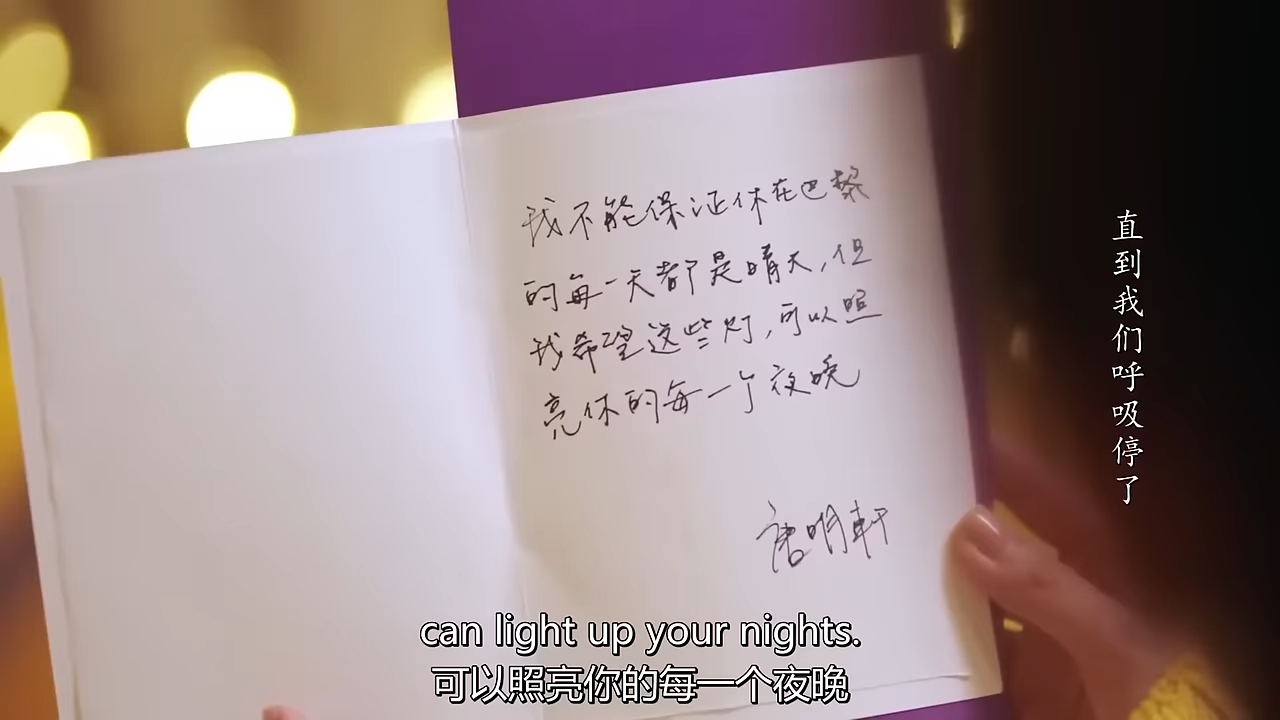 我不能保证你在巴黎
的每一天都是晴天,但
我希望这些灯,可以照
亮你的每一个夜晚
唐明轩
直到我们呼吸停了
can light up your nights.
可以照亮你的每一个夜晚